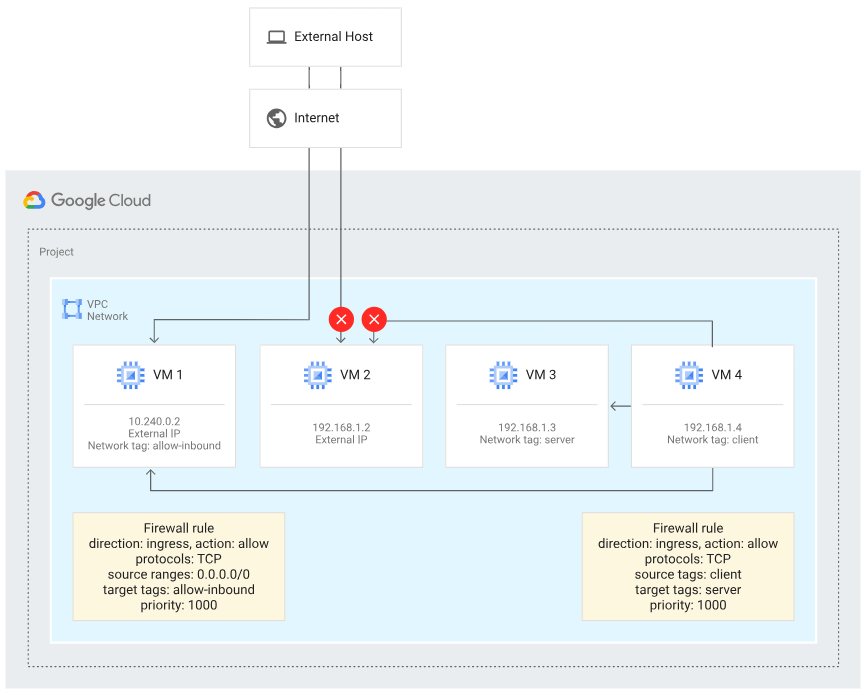 External Host
Internet
Google Cloud
Project
VPC
Network
VM 1
10.240.0.2
External IP
Network tag: allow-inbound
VM 2
192.168.1.2
External IP
VM 3
192.168.1.3
Network tag: server
VM 4
192.168.1.4
Network tag: client
Firewall rule
direction: ingress, action: allow
protocols: TCP
source ranges: 0.0.0.0/0
target tags: allow-inbound
priority: 1000
Firewall rule
direction: ingress, action: allow
protocols: TCP
source tags: client
target tags: server
priority: 1000